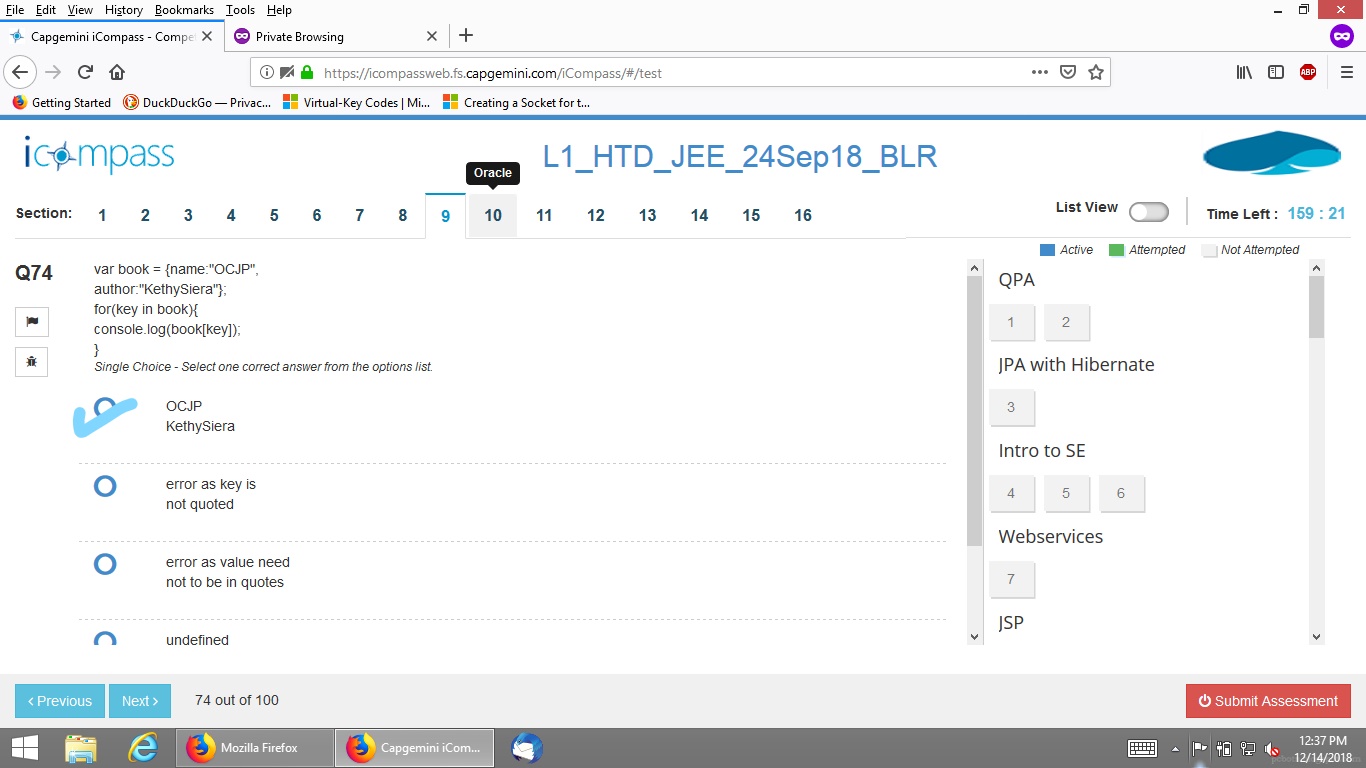 File Edit View History Bookmarks Tools Help
Capgemini iCompass - Compe
Private Browsing
https://icompassweb.fs.capgemini.com/iCompass/#/test
ABP
Getting Started
DuckDuckGo — Privac...
Virtual-Key Codes | Mi...
Creating a Socket for t...
icompass
L1_HTD_JEE_24Sep18_BLR
Oracle
Section: 1 2 3 4 5 6 7 8 9 10 11 12 13 14 15 16
List View
Time Left : 159 : 21
Active Attempted Not Attempted
Q74
var book = {name:"OCJP",
author:"KethySiera"};
for(key in book){
console.log(book[key]);
}
Single Choice - Select one correct answer from the options list.
OCJP
KethySiera
error as key is
not quoted
error as value need
not to be in quotes
undefined
QPA
1 2
JPA with Hibernate
3
Intro to SE
4 5 6
Webservices
7
JSP
Previous
Next
74 out of 100
Submit Assessment
Mozilla Firefox
Capgemini iCom...
12:37 PM
12/14/2018